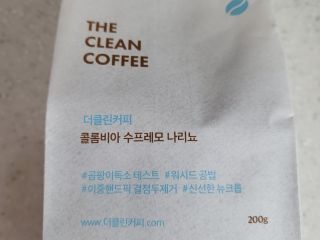 THE
CLEAN
COFFEE
더클린커피
콜롬비아 수프레모 나리뇨
#곰팡이독소 테스트 #워시드 공법
#이중핸드픽 결점두제거 #신선한 뉴크롭
www.더클린커피.com
200g